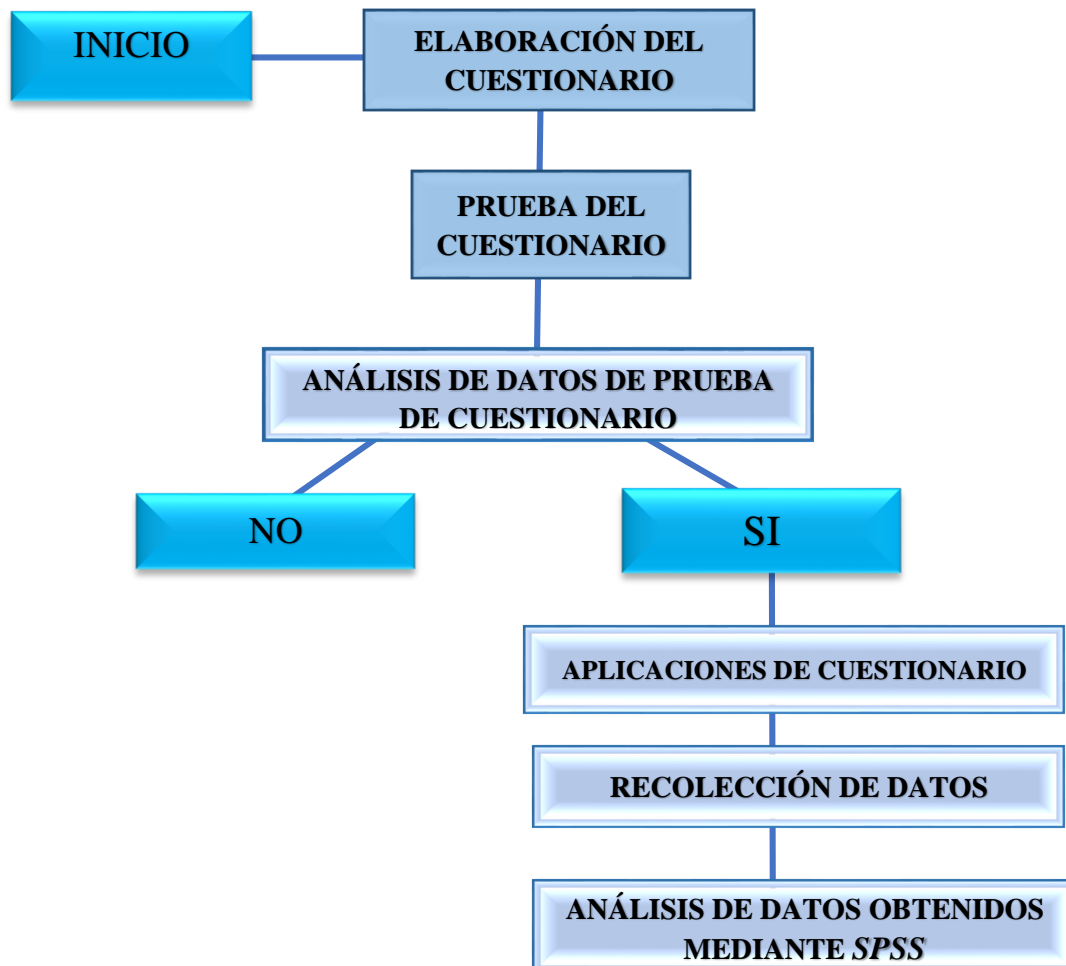 INICIO
ELABORACIÓN DEL
CUESTIONARIO
PRUEBA DEL
CUESTIONARIO
ANÁLISIS DE DATOS DE PRUEBA
DE CUESTIONARIO
NO
SI
APLICACIONES DE CUESTIONARIO
RECOLECCIÓN DE DATOS
ANÁLISIS DE DATOS OBTENIDOS
MEDIANTE SPSS